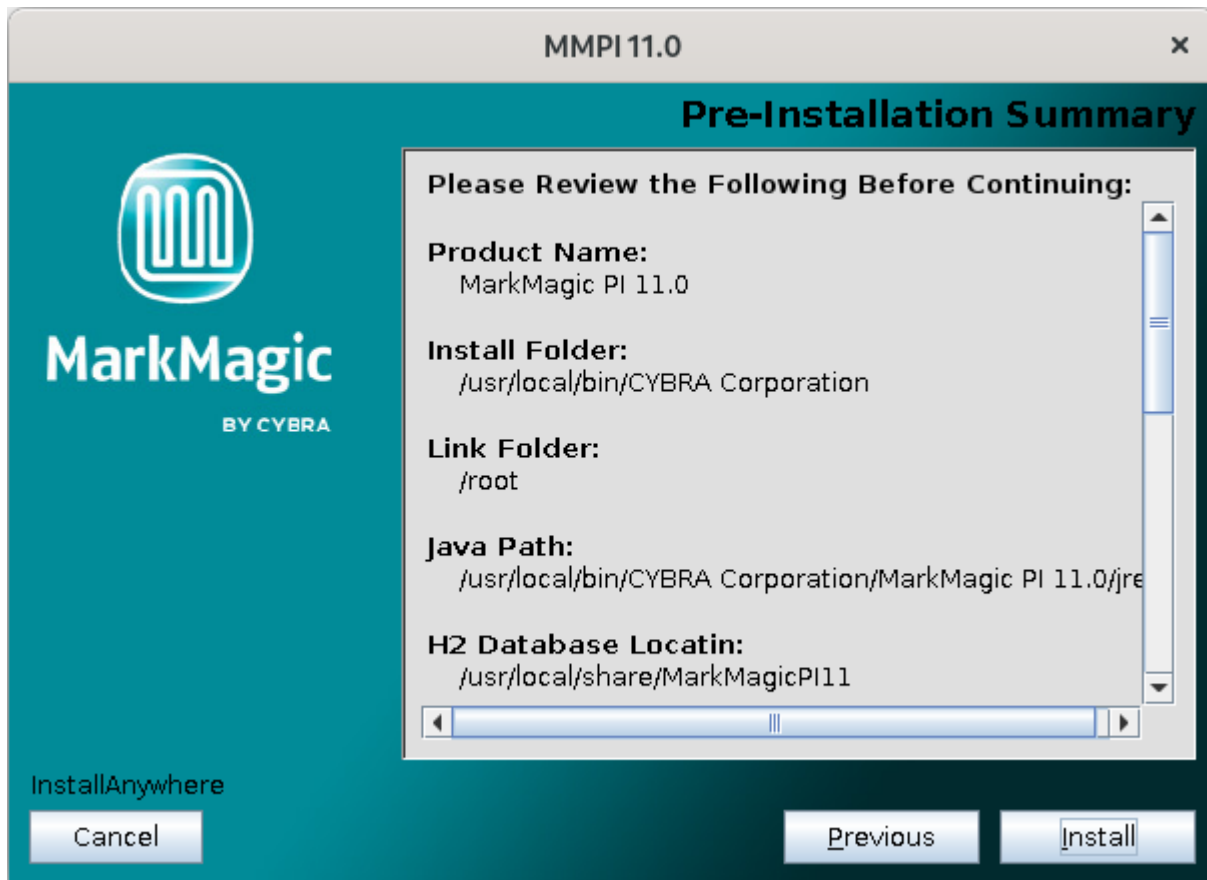 MMPI 11.0
Pre-Installation Summary
MarkMagic
BY CYBRA
Please Review the Following Before Continuing:
Product Name:
MarkMagic PI 11.0
Install Folder:
/usr/local/bin/CYBRA Corporation
Link Folder:
/root
Java Path:
/usr/local/bin/CYBRA Corporation/MarkMagic PI 11.0/jre
H2 Database Locatin:
/usr/local/share/MarkMagicPI11
InstallAnywhere
Cancel
Previous
Install